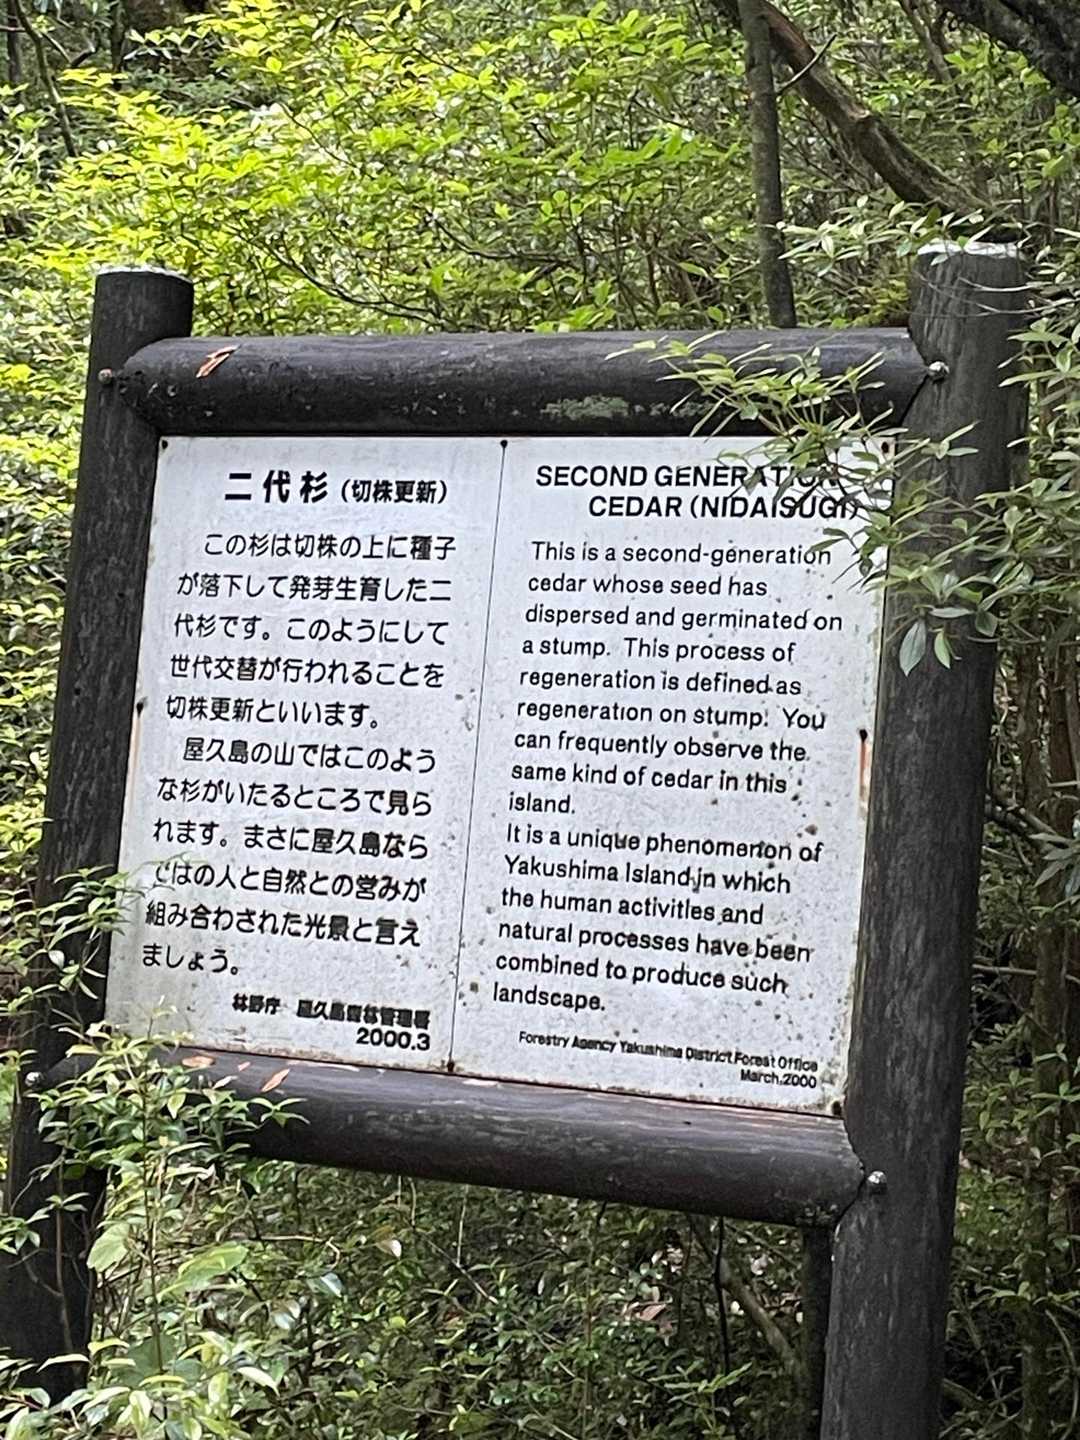 二代杉（切株更新）
この杉は切株の上に種子
が落下して発芽生育した二
代杉です。このようにして
世代交替が行われることを
切株更新といいます。
屋久島の山ではこのよう
な杉がいたるところで見ら
れます。まさに屋久島なら
ではの人と自然との営みが
組み合わされた光景と言え
ましょう。
林野庁　屋久島森林管理署
2000.3
SECOND GENERATION
CEDAR (NIDAISUGI)
This is a second-generation
cedar whose seed has
dispersed and germinated on
a stump. This process of
regeneration is defined as
regeneration on stump. You
can frequently observe the
same kind of cedar in this
island.
It is a unique phenomenon of
Yakushima Island in which
the human activities and
natural processes have been
combined to produce such
landscape.
Forestry Agency Yakushima District Forest Office
March.2000